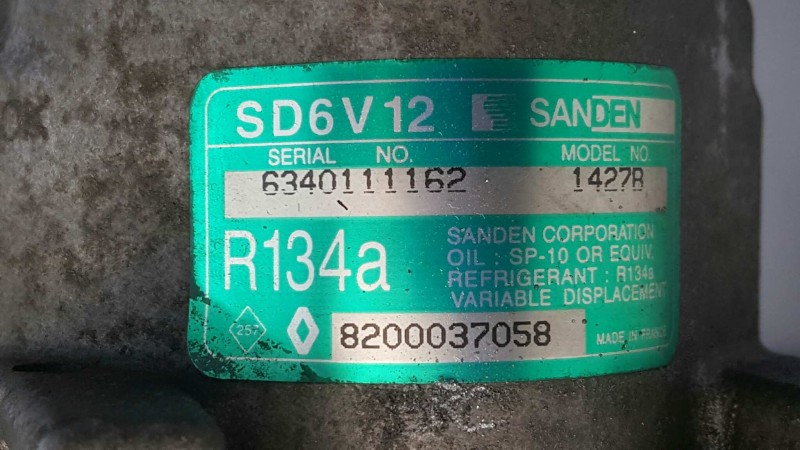 OK
SD6V12 SANDEN
SERIAL NO. MODEL NO.
6340111162 1427B
R134a
SANDEN CORPORATION
OIL : SP-10 OR EQUIV.
REFRIGERANT : R134a
VARIABLE DISPLACEMENT
257 8200037058 MADE IN FRANCE